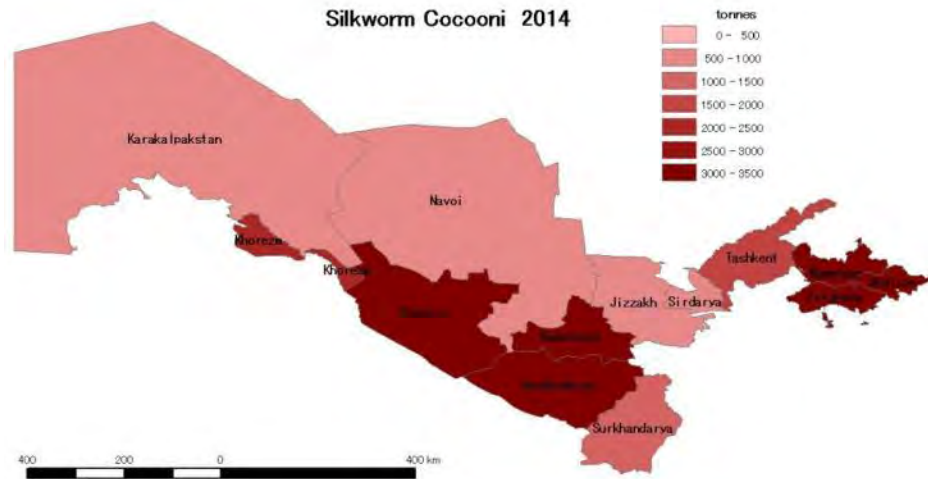 Silkworm Cocooni 2014
tonnes
0 - 500
500 - 1000
1000 - 1500
1500 - 2000
2000 - 2500
2500 - 3000
3000 - 3500
Karakalpakstan
Navoi
Khorezm
Khorezm
Tashkent
Jizzakh
Sirdarya
Surkhandarya
400 200 0 400 km